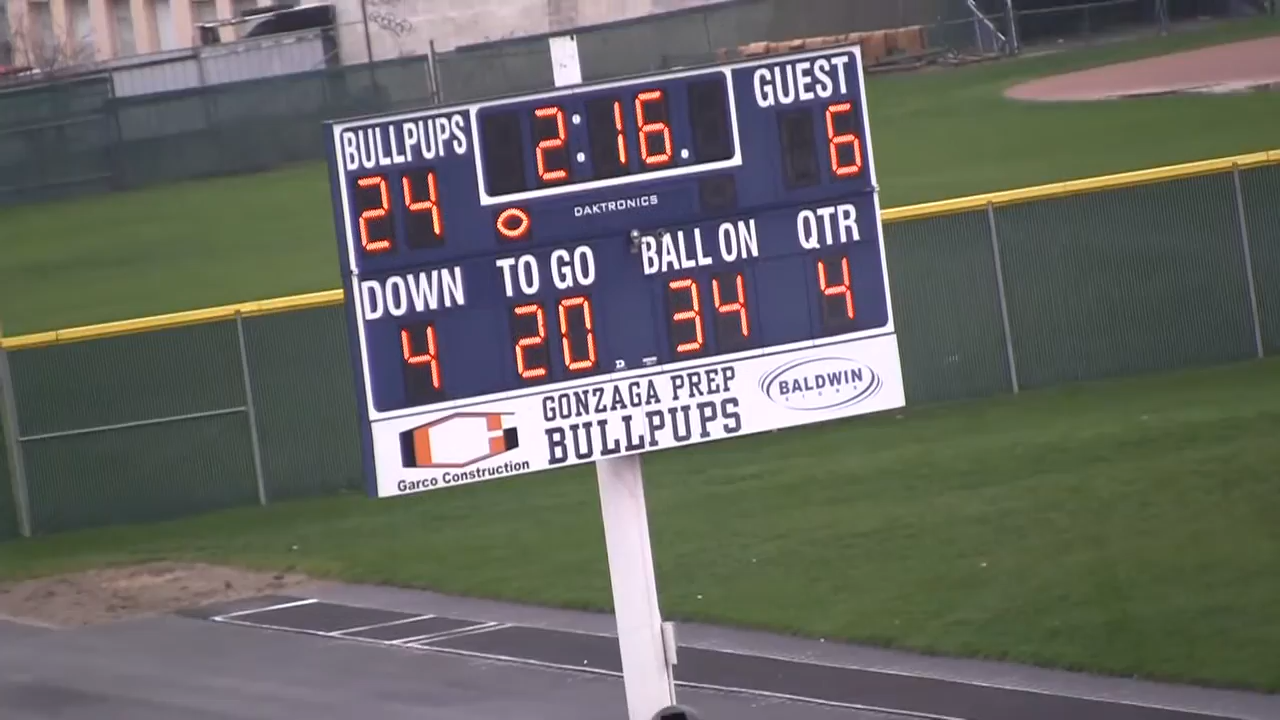 BULLPUPS 2:16. GUEST
24 6
DAKTRONICS
DOWN TO GO BALL ON QTR
4 20 34 4
Garco Construction
GONZAGA PREP
BULLPUPS
BALDWIN
SIGNS